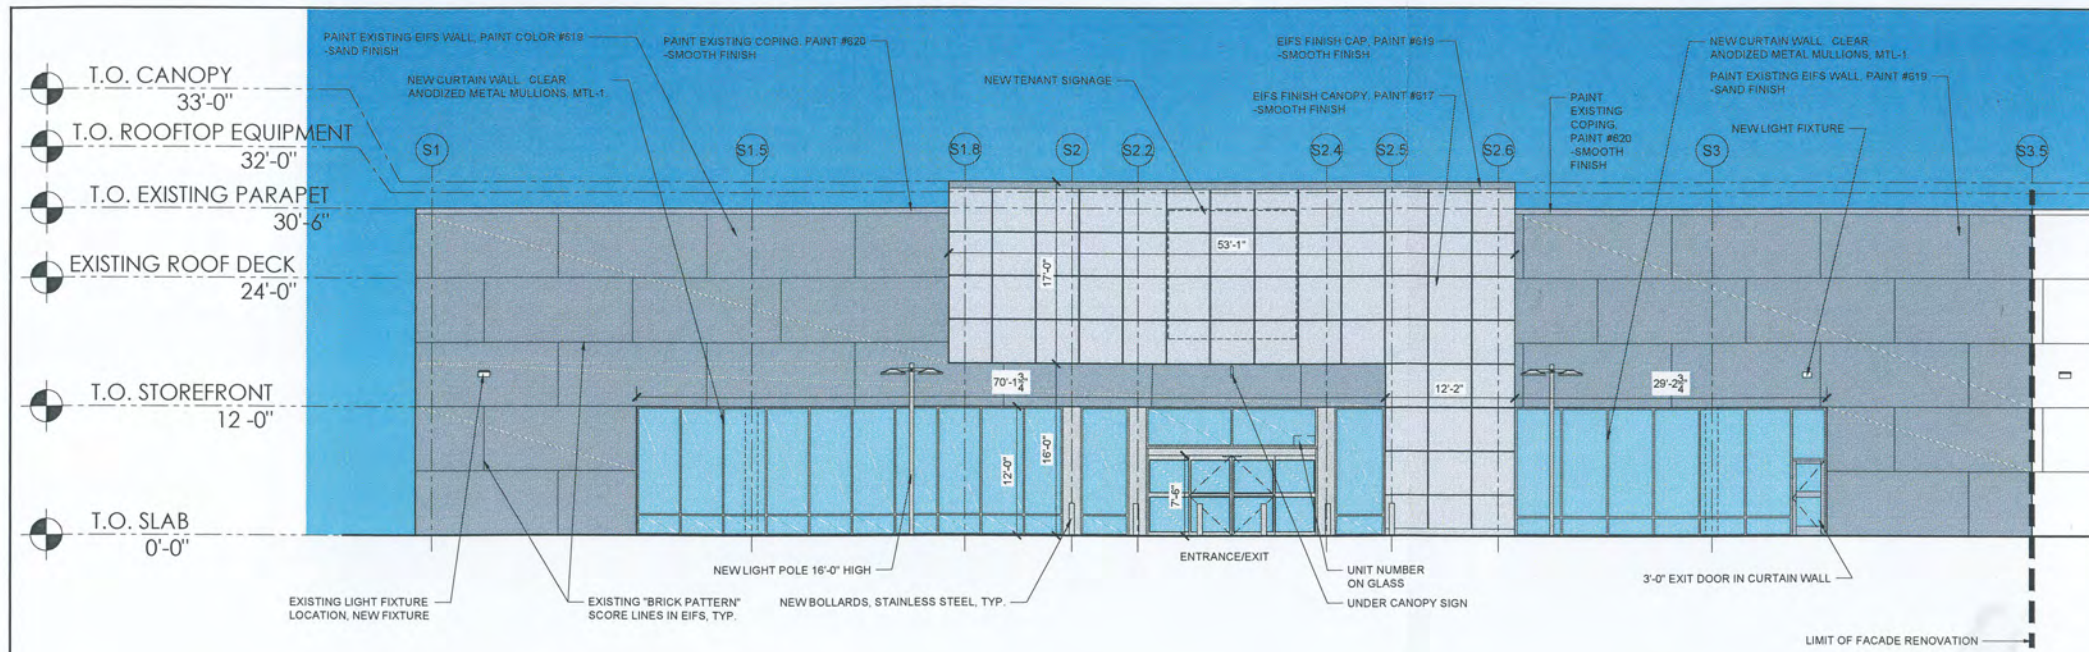 PAINT EXISTING EIFS WALL, PAINT COLOR #619
-SAND FINISH
PAINT EXISTING COPING, PAINT #620
-SMOOTH FINISH
EIFS FINISH CAP, PAINT #619
-SMOOTH FINISH
NEW CURTAIN WALL CLEAR
ANODIZED METAL MULLIONS, MTL-1
T.O. CANOPY
33'-0"
NEW CURTAIN WALL CLEAR
ANODIZED METAL MULLIONS, MTL-1
NEW TENANT SIGNAGE
EIFS FINISH CANOPY, PAINT #617
-SMOOTH FINISH
PAINT EXISTING EIFS WALL, PAINT #619
-SAND FINISH
PAINT
EXISTING
COPING,
PAINT #620
-SMOOTH
FINISH
NEW LIGHT FIXTURE
T.O. ROOFTOP EQUIPMENT
32'-0"
S1
S1.5
S1.8
S2
S2.2
S2.4
S2.5
S2.6
S3
S3.5
T.O. EXISTING PARAPET
30'-6"
EXISTING ROOF DECK
24'-0"
53'-1"
17'-0"
T.O. STOREFRONT
12'-0"
70'-1 3/4"
12'-2"
29'-2 3/4"
12'-0"
16'-0"
7'-6"
T.O. SLAB
0'-0"
ENTRANCE/EXIT
NEW LIGHT POLE 16'-0" HIGH
UNIT NUMBER
ON GLASS
3'-0" EXIT DOOR IN CURTAIN WALL
EXISTING LIGHT FIXTURE
LOCATION, NEW FIXTURE
EXISTING "BRICK PATTERN"
SCORE LINES IN EIFS, TYP.
NEW BOLLARDS, STAINLESS STEEL, TYP.
UNDER CANOPY SIGN
LIMIT OF FACADE RENOVATION